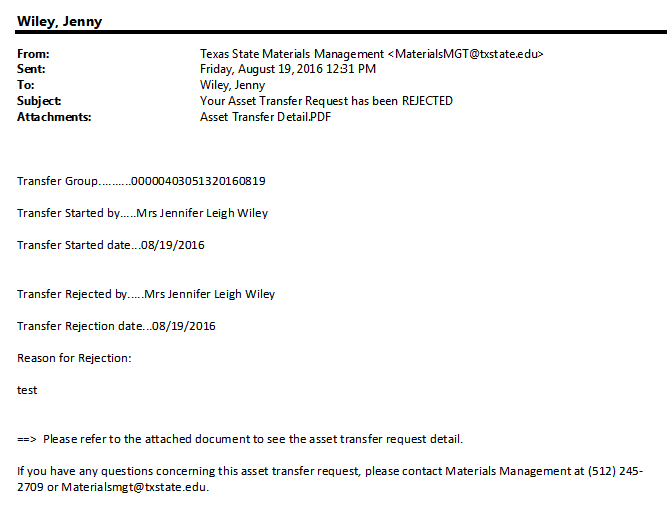 Wiley, Jenny
From: Texas State Materials Management <MaterialsMGT@txstate.edu>
Sent: Friday, August 19, 2016 12:31 PM
To: Wiley, Jenny
Subject: Your Asset Transfer Request has been REJECTED
Attachments: Asset Transfer Detail.PDF
Transfer Group..........00000403051320160819
Transfer Started by.....Mrs Jennifer Leigh Wiley
Transfer Started date...08/19/2016
Transfer Rejected by.....Mrs Jennifer Leigh Wiley
Transfer Rejection date...08/19/2016
Reason for Rejection:
test
==> Please refer to the attached document to see the asset transfer request detail.
If you have any questions concerning this asset transfer request, please contact Materials Management at (512) 245-
2709 or Materialsmgt@txstate.edu.